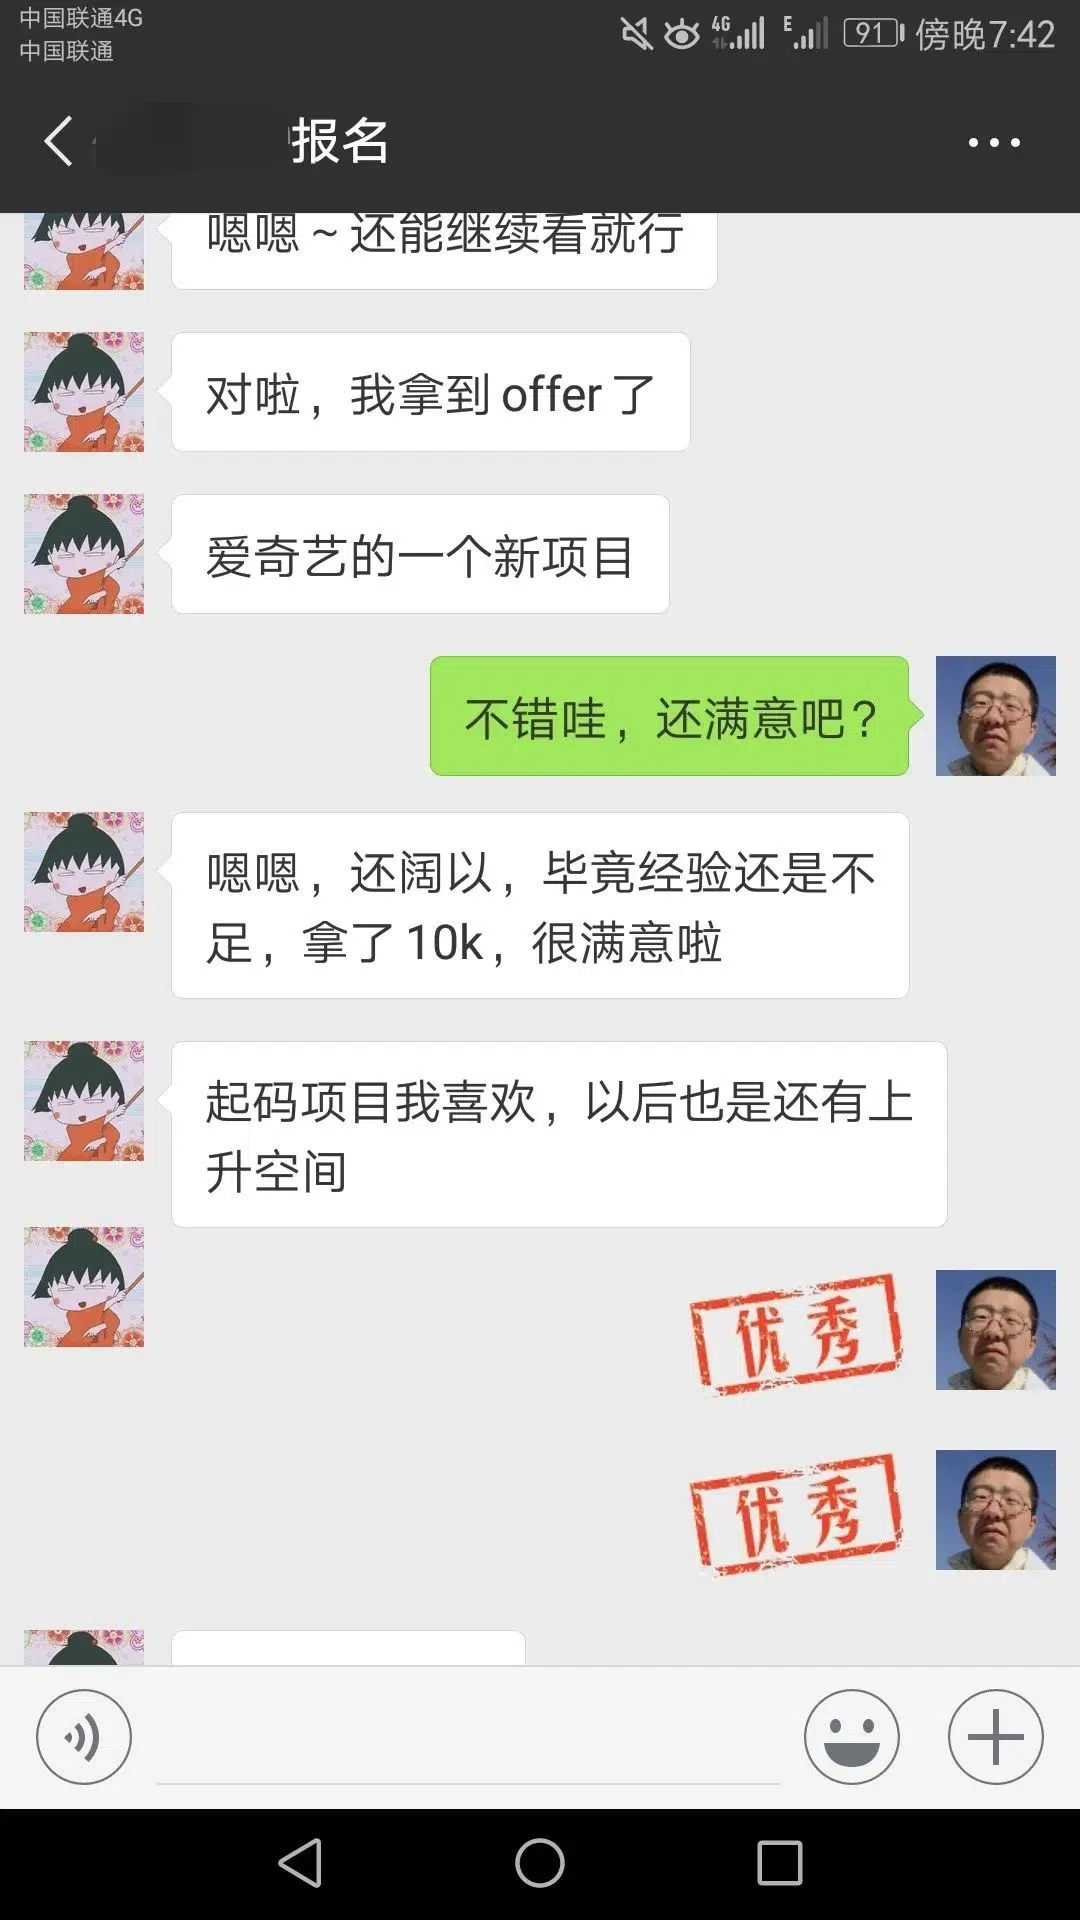 中国联通4G
中国联通
4G
E
91
傍晚7:42
报名
嗯嗯~还能继续看就行
对啦，我拿到 offer 了
爱奇艺的一个新项目
不错哇，还满意吧？
嗯嗯，还阔以，毕竟经验还是不
足，拿了 10k，很满意啦
起码项目我喜欢，以后也是还有上
升空间
优秀
优秀